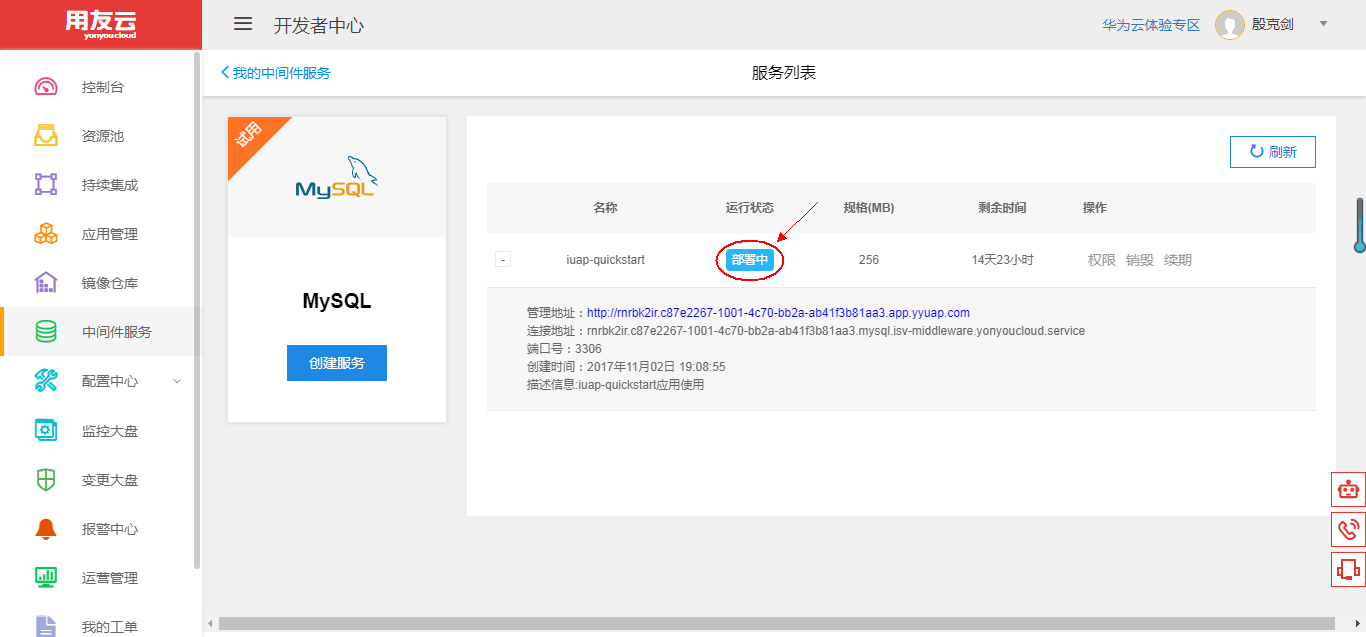 用友云
yonyoucloud
开发者中心
华为云体验专区
殷克剑
控制台
资源池
持续集成
应用管理
镜像仓库
中间件服务
配置中心
监控大盘
变更大盘
报警中心
运营管理
我的工单
我的中间件服务
服务列表
试用
MySQL
MySQL
创建服务
刷新
名称 运行状态 规格(MB) 剩余时间 操作
- iuap-quickstart 部署中 256 14天23小时 权限 销毁 续期
管理地址：http://rnrbk2ir.c87e2267-1001-4c70-bb2a-ab41f3b81aa3.app.yyuap.com
连接地址：rnrbk2ir.c87e2267-1001-4c70-bb2a-ab41f3b81aa3.mysql.isv-middleware.yonyoucloud.service
端口号：3306
创建时间：2017年11月02日 19:08:55
描述信息:iuap-quickstart应用使用